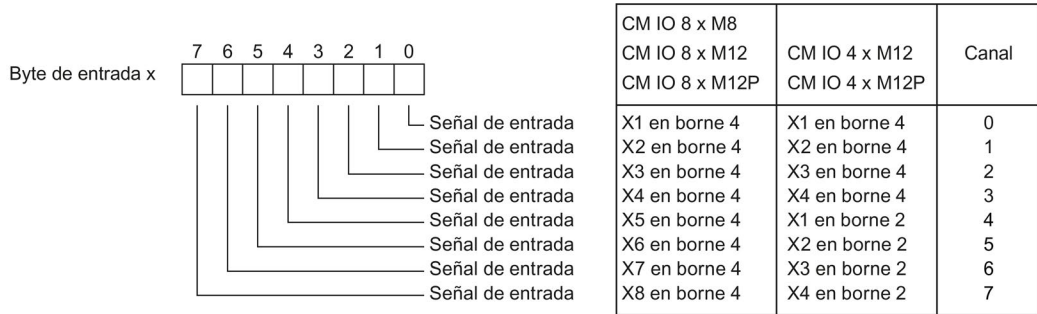 CM IO 8 x M8
CM IO 8 x M12 CM IO 4 x M12 Canal
CM IO 8 x M12P CM IO 4 x M12P
7 6 5 4 3 2 1 0
Byte de entrada x
Señal de entrada X1 en borne 4 X1 en borne 4 0
Señal de entrada X2 en borne 4 X2 en borne 4 1
Señal de entrada X3 en borne 4 X3 en borne 4 2
Señal de entrada X4 en borne 4 X4 en borne 4 3
Señal de entrada X5 en borne 4 X1 en borne 2 4
Señal de entrada X6 en borne 4 X2 en borne 2 5
Señal de entrada X7 en borne 4 X3 en borne 2 6
Señal de entrada X8 en borne 4 X4 en borne 2 7